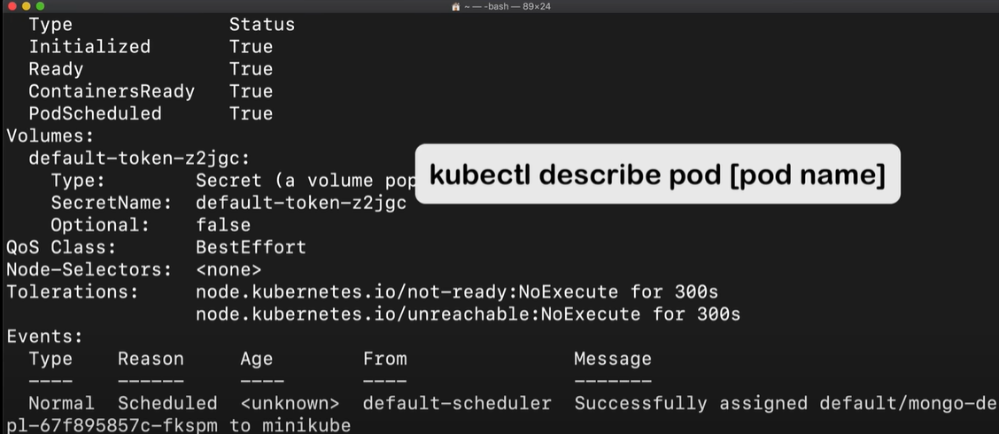 ~ — -bash — 89×24
Type Status
Initialized True
Ready True
ContainersReady True
PodScheduled True
Volumes:
default-token-z2jgc:
Type: Secret (a volume pop
kubectl describe pod [pod name]
SecretName: default-token-z2jgc
Optional: false
QoS Class: BestEffort
Node-Selectors: <none>
Tolerations: node.kubernetes.io/not-ready:NoExecute for 300s
node.kubernetes.io/unreachable:NoExecute for 300s
Events:
Type Reason Age From Message
---- ------ ---- ---- -------
Normal Scheduled <unknown> default-scheduler Successfully assigned default/mongo-de
pl-67f895857c-fkspm to minikube